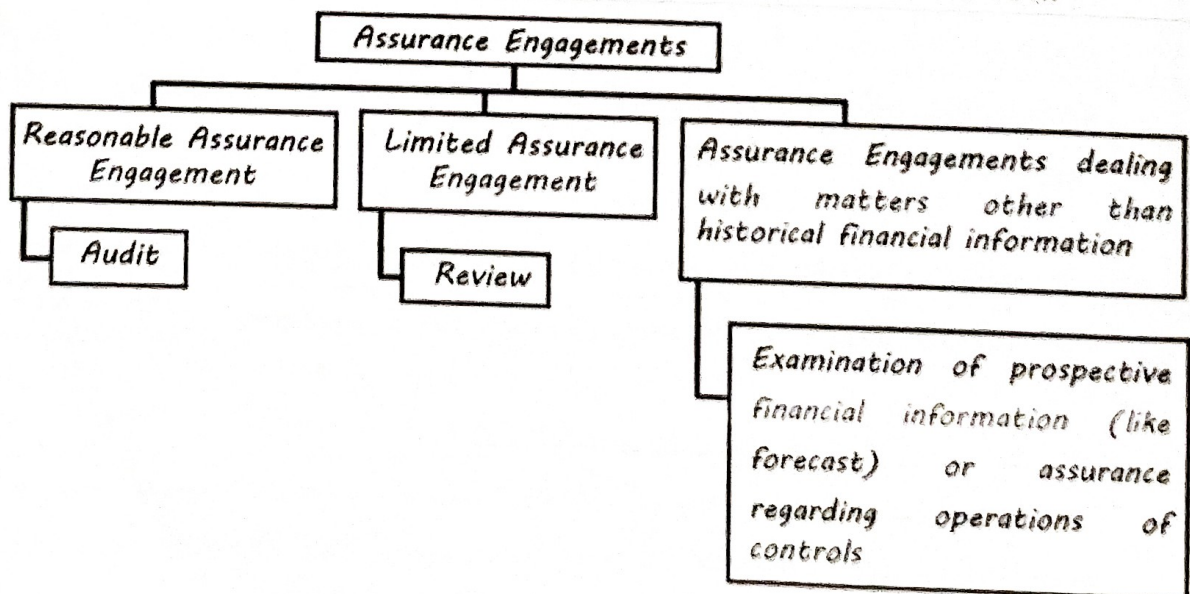 Assurance Engagements
Reasonable Assurance
Engagement
Audit
Limited Assurance
Engagement
Review
Assurance Engagements dealing
with matters other than
historical financial information
Examination of prospective
financial information (like
forecast) or assurance
regarding operations of
controls